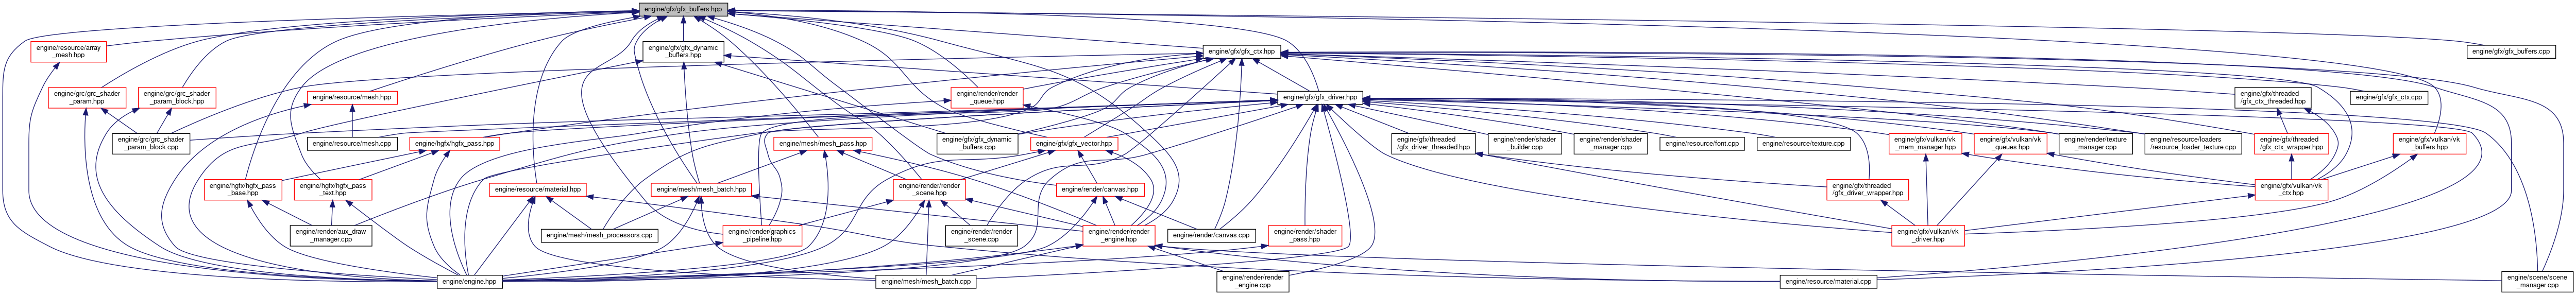 engine/gfx/gfx_buffers.hpp
engine/resource/array
_mesh.hpp
engine/gfx/gfx_dynamic
_buffers.hpp
engine/gfx/gfx_ctx.hpp
engine/gfx/gfx_buffers.cpp
engine/grc/grc_shader
_param.hpp
engine/grc/grc_shader
_param_block.hpp
engine/resource/mesh.hpp
engine/render/render
_queue.hpp
engine/gfx/gfx_driver.hpp
engine/gfx/threaded
/gfx_ctx_threaded.hpp
engine/gfx/gfx_ctx.cpp
engine/grc/grc_shader
_param_block.cpp
engine/resource/mesh.cpp
engine/hgfx/hgfx_pass.hpp
engine/mesh/mesh_pass.hpp
engine/gfx/gfx_dynamic
_buffers.cpp
engine/gfx/gfx_vector.hpp
engine/gfx/threaded
/gfx_driver_threaded.hpp
engine/render/shader
_builder.cpp
engine/render/shader
_manager.cpp
engine/resource/font.cpp
engine/resource/texture.cpp
engine/gfx/vulkan/vk
_mem_manager.hpp
engine/gfx/vulkan/vk
_queues.hpp
engine/render/texture
_manager.cpp
engine/resource/loaders
/resource_loader_texture.cpp
engine/gfx/threaded
/gfx_ctx_wrapper.hpp
engine/gfx/vulkan/vk
_buffers.hpp
engine/hgfx/hgfx_pass
_base.hpp
engine/hgfx/hgfx_pass
_text.hpp
engine/resource/material.hpp
engine/mesh/mesh_batch.hpp
engine/render/render
_scene.hpp
engine/render/canvas.hpp
engine/gfx/threaded
/gfx_driver_wrapper.hpp
engine/gfx/vulkan/vk
_ctx.hpp
engine/render/aux_draw
_manager.cpp
engine/mesh/mesh_processors.cpp
engine/render/graphics
_pipeline.hpp
engine/render/render
_scene.cpp
engine/render/render
_engine.hpp
engine/render/canvas.cpp
engine/render/shader
_pass.hpp
engine/gfx/vulkan/vk
_driver.hpp
engine/engine.hpp
engine/mesh/mesh_batch.cpp
engine/render/render
_engine.cpp
engine/resource/material.cpp
engine/scene/scene
_manager.cpp